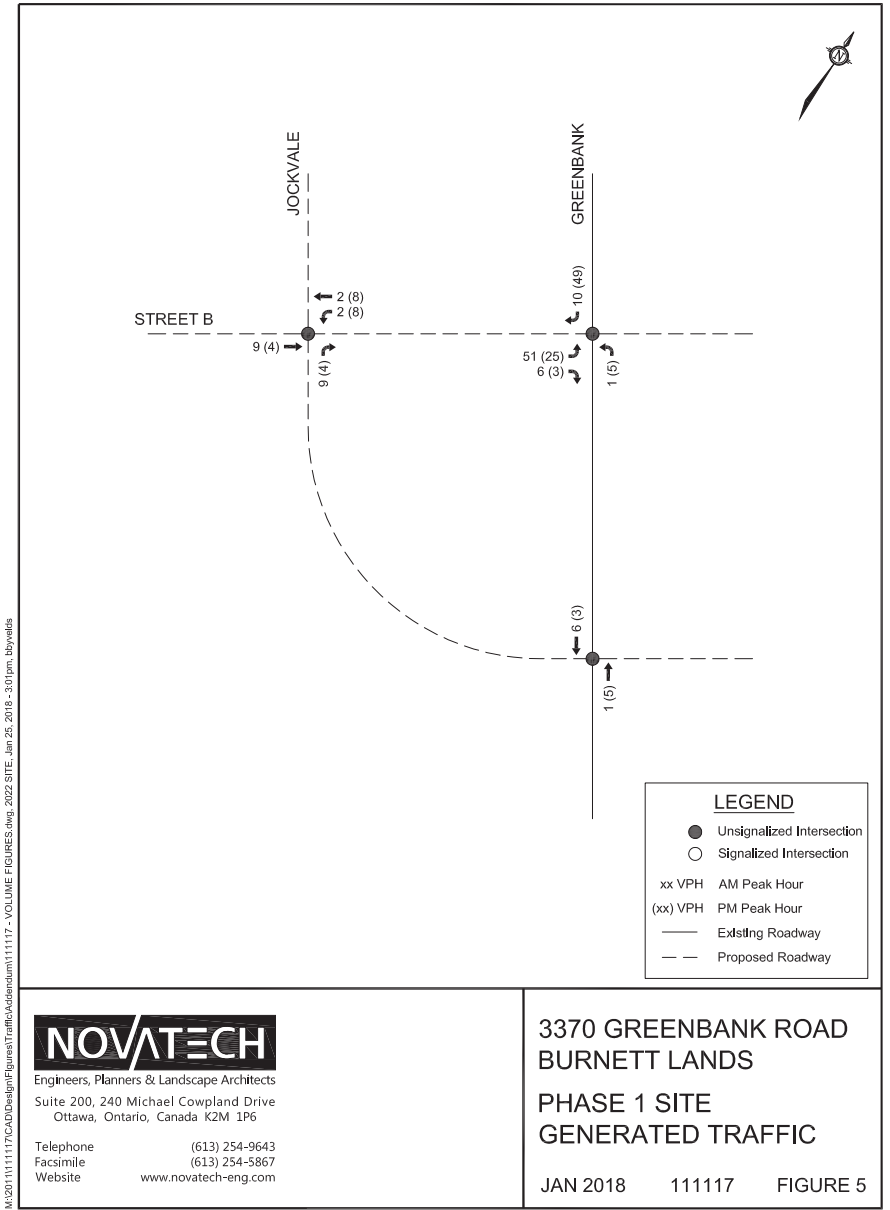 N
JOCKVALE
GREENBANK
STREET B
2 (8)
2 (8)
9 (4)
9 (4)
10 (49)
51 (25)
6 (3)
1 (5)
6 (3)
1 (5)
LEGEND
Unsignalized Intersection
Signalized Intersection
xx VPH AM Peak Hour
(xx) VPH PM Peak Hour
Existing Roadway
Proposed Roadway
M:\2011\111117\CAD\Design\Figures\Traffic\Addendum\111117 - VOLUME FIGURES.dwg, 2022 SITE, Jan 25, 2018 - 3:01pm, bbyvelds
NOVATECH
Engineers, Planners & Landscape Architects
Suite 200, 240 Michael Cowpland Drive
Ottawa, Ontario, Canada K2M 1P6
Telephone (613) 254-9643
Facsimile (613) 254-5867
Website www.novatech-eng.com
3370 GREENBANK ROAD
BURNETT LANDS
PHASE 1 SITE
GENERATED TRAFFIC
JAN 2018 111117 FIGURE 5